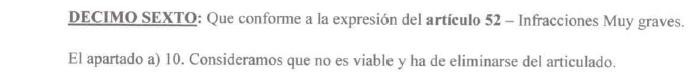 DECIMO SEXTO: Que conforme a la expresión del artículo 52 – Infracciones Muy graves.
El apartado a) 10. Consideramos que no es viable y ha de eliminarse del articulado.